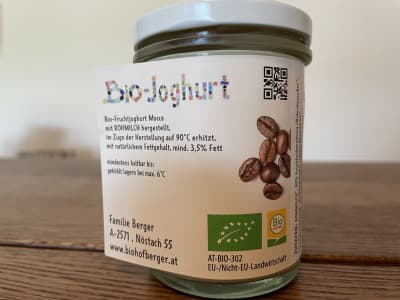 Bio-Joghurt
Bio-Fruchtjoghurt Mocca
mit ROHMILCH hergestellt,
im Zuge der Herstellung auf 90°C erhitzt,
mit natürlichem Fettgehalt, mind. 3,5% Fett
mindestens haltbar bis:
gekühlt lagern bei max. 6°C
Familie Berger
A-2571 , Nöstach 55
www.biohofberger.at
Bio
AT-BIO-302
EU-/Nicht-EU-Landwirtschaft